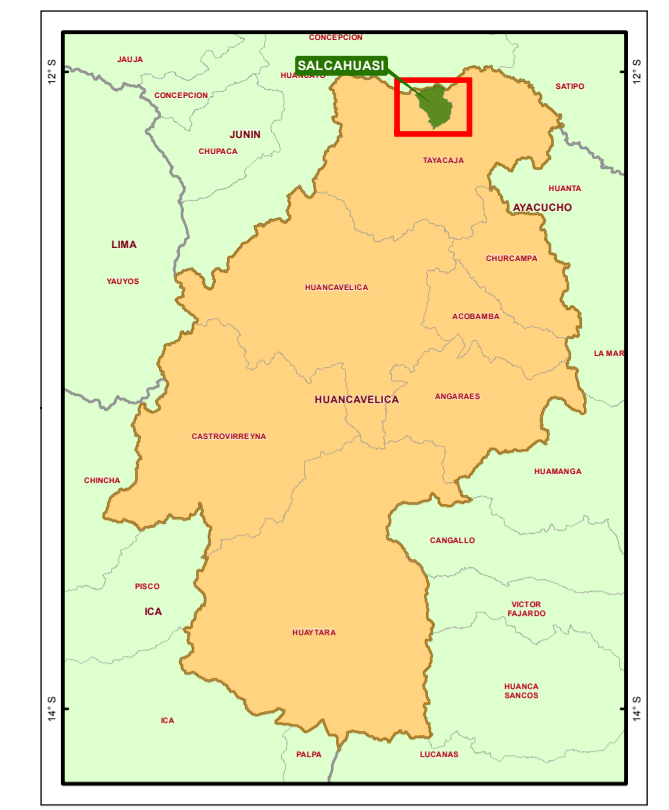 CONCEPCION
JAUJA
SALCAHUASI
12° S
12° S
HUANCAYO
SATIPO
CONCEPCION
JUNIN
CHUPACA
TAYACAJA
HUANTA
AYACUCHO
LIMA
CHURCAMPA
YAUYOS
HUANCAVELICA
ACOBAMBA
LA MAR
HUANCAVELICA
ANGARAES
CASTROVIRREYNA
HUAMANGA
CHINCHA
CANGALLO
PISCO
ICA
VICTOR
FAJARDO
HUAYTARA
HUANCA
SANCOS
14° S
14° S
ICA
PALPA
LUCANAS